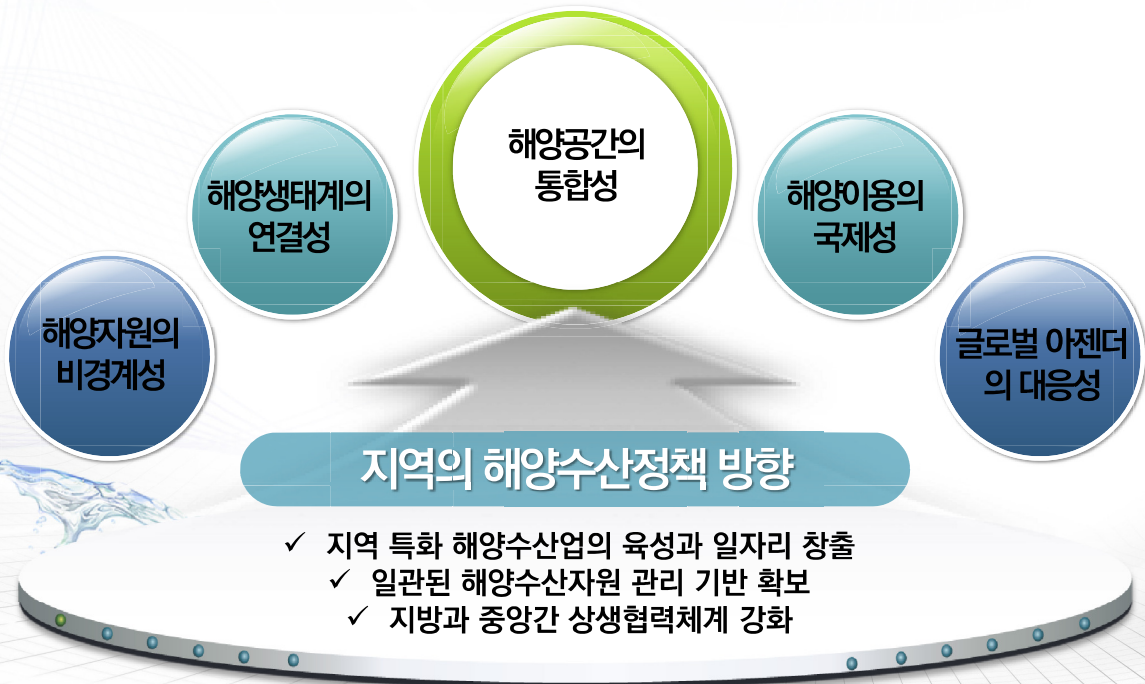 해양공간의
통합성
해양생태계의
연결성
해양이용의
국제성
해양자원의
비경계성
글로벌 아젠더
의 대응성
지역의 해양수산정책 방향
✓ 지역 특화 해양수산업의 육성과 일자리 창출
✓ 일관된 해양수산자원 관리 기반 확보
✓ 지방과 중앙간 상생협력체계 강화